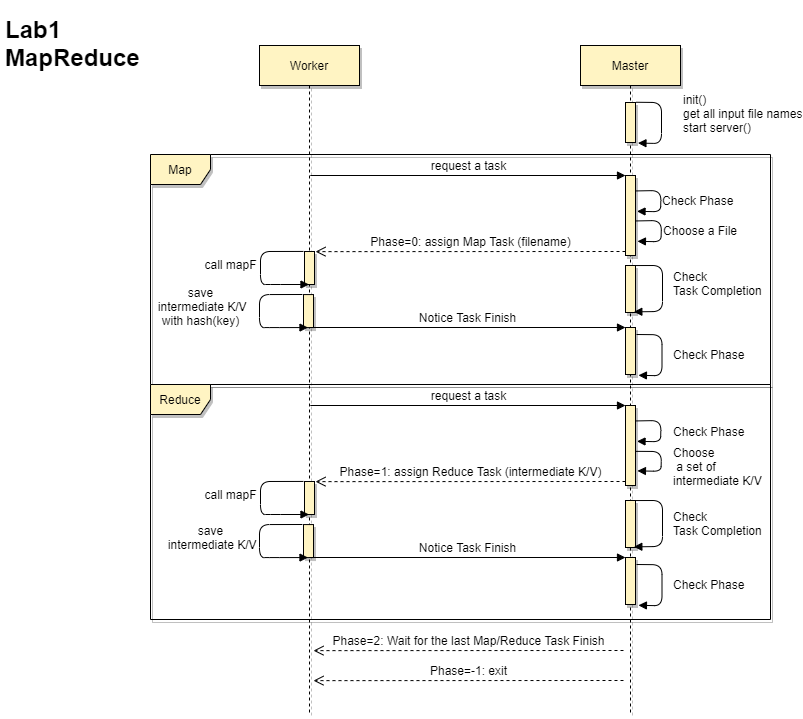 Lab1
MapReduce
Worker
Master
init()
get all input file names
start server()
Map
request a task
Check Phase
Choose a File
Phase=0: assign Map Task (filename)
call mapF
Check
Task Completion
save
intermediate K/V
with hash(key)
Notice Task Finish
Check Phase
Reduce
request a task
Check Phase
Choose
a set of
intermediate K/V
Phase=1: assign Reduce Task (intermediate K/V)
call mapF
Check
Task Completion
save
intermediate K/V
Notice Task Finish
Check Phase
Phase=2: Wait for the last Map/Reduce Task Finish
Phase=-1: exit